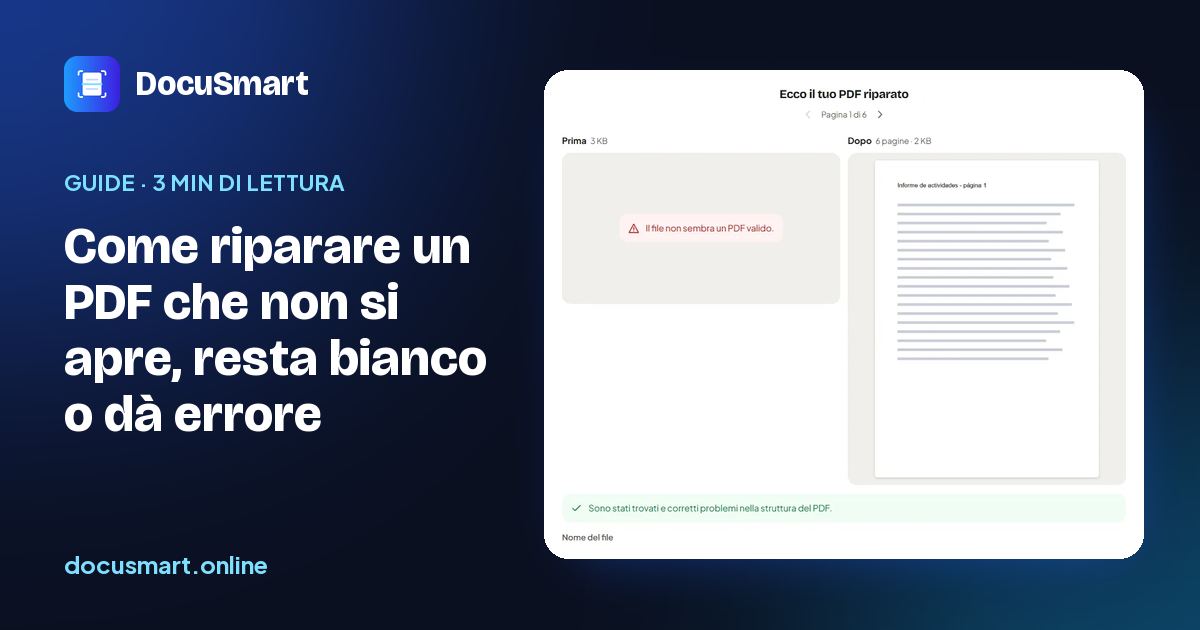 DocuSmart
GUIDE · 3 MIN DI LETTURA
Come riparare un
PDF che non si
apre, resta bianco
o dà errore
docusmart.online
Ecco il tuo PDF riparato
Pagina 1 di 6
Prima 3 KB
Dopo 6 pagine · 2 KB
Il file non sembra un PDF valido.
Informe de actividades - página 1
Sono stati trovati e corretti problemi nella struttura del PDF.
Nome del file